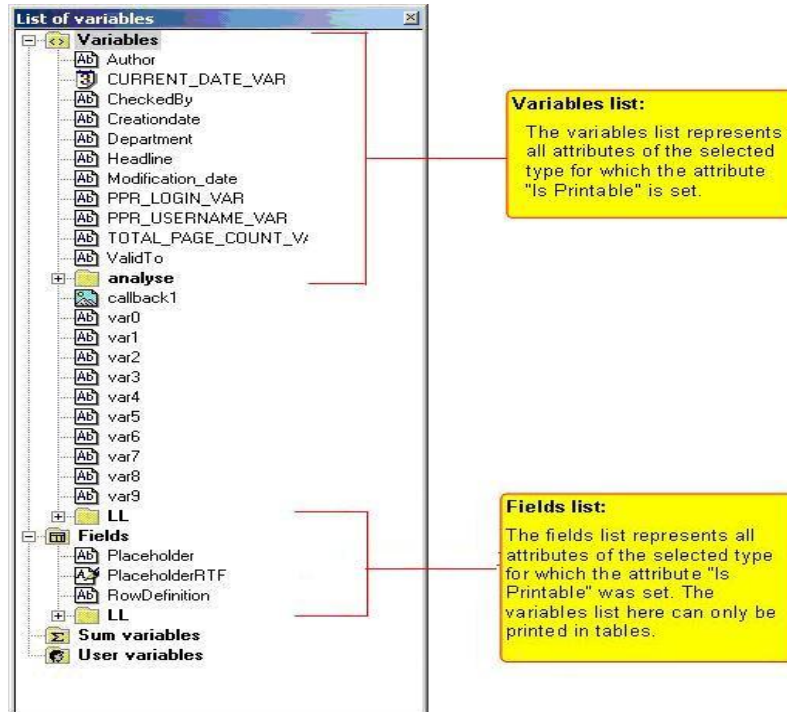 List of variables
Variables
Author
CURRENT_DATE_VAR
CheckedBy
Creationdate
Department
Headline
Modification_date
PPR_LOGIN_VAR
PPR_USERNAME_VAR
TOTAL_PAGE_COUNT_VA
ValidTo
analyse
callback1
var0
var1
var2
var3
var4
var5
var6
var7
var8
var9
LL
Fields
Placeholder
PlaceholderRTF
RowDefinition
LL
Sum variables
User variables
Variables list:
The variables list represents
all attributes of the selected
type for which the attribute
"Is Printable" is set.
Fields list:
The fields list represents all
attributes of the selected type
for which the attribute "Is
Printable" was set. The
variables list here can only be
printed in tables.